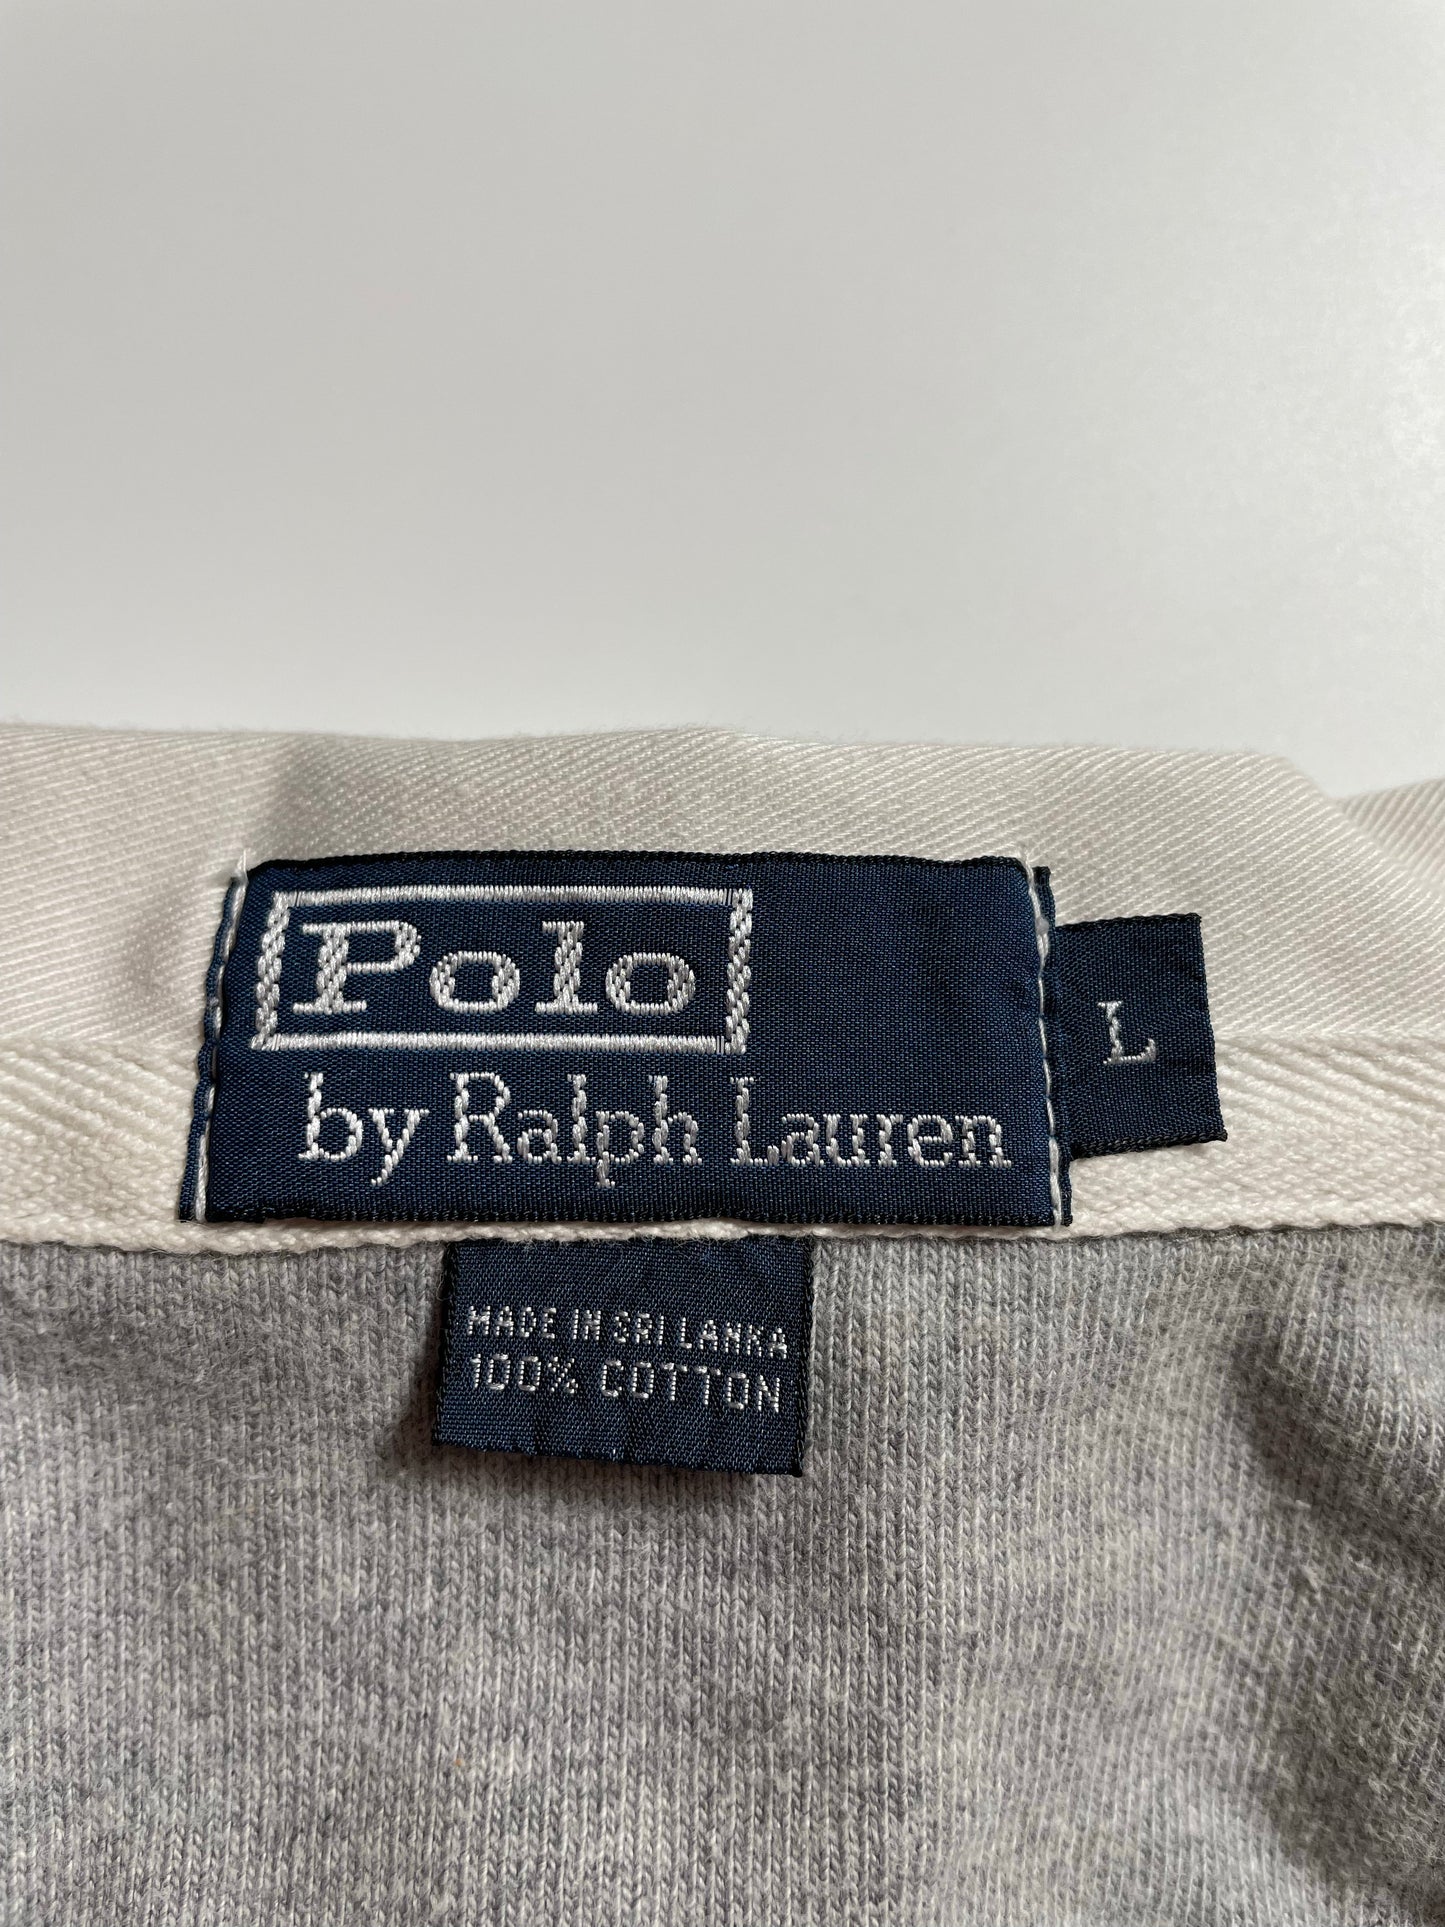 Polo
by Ralph Lauren
L
MADE IN SRI LANKA
100% COTTON